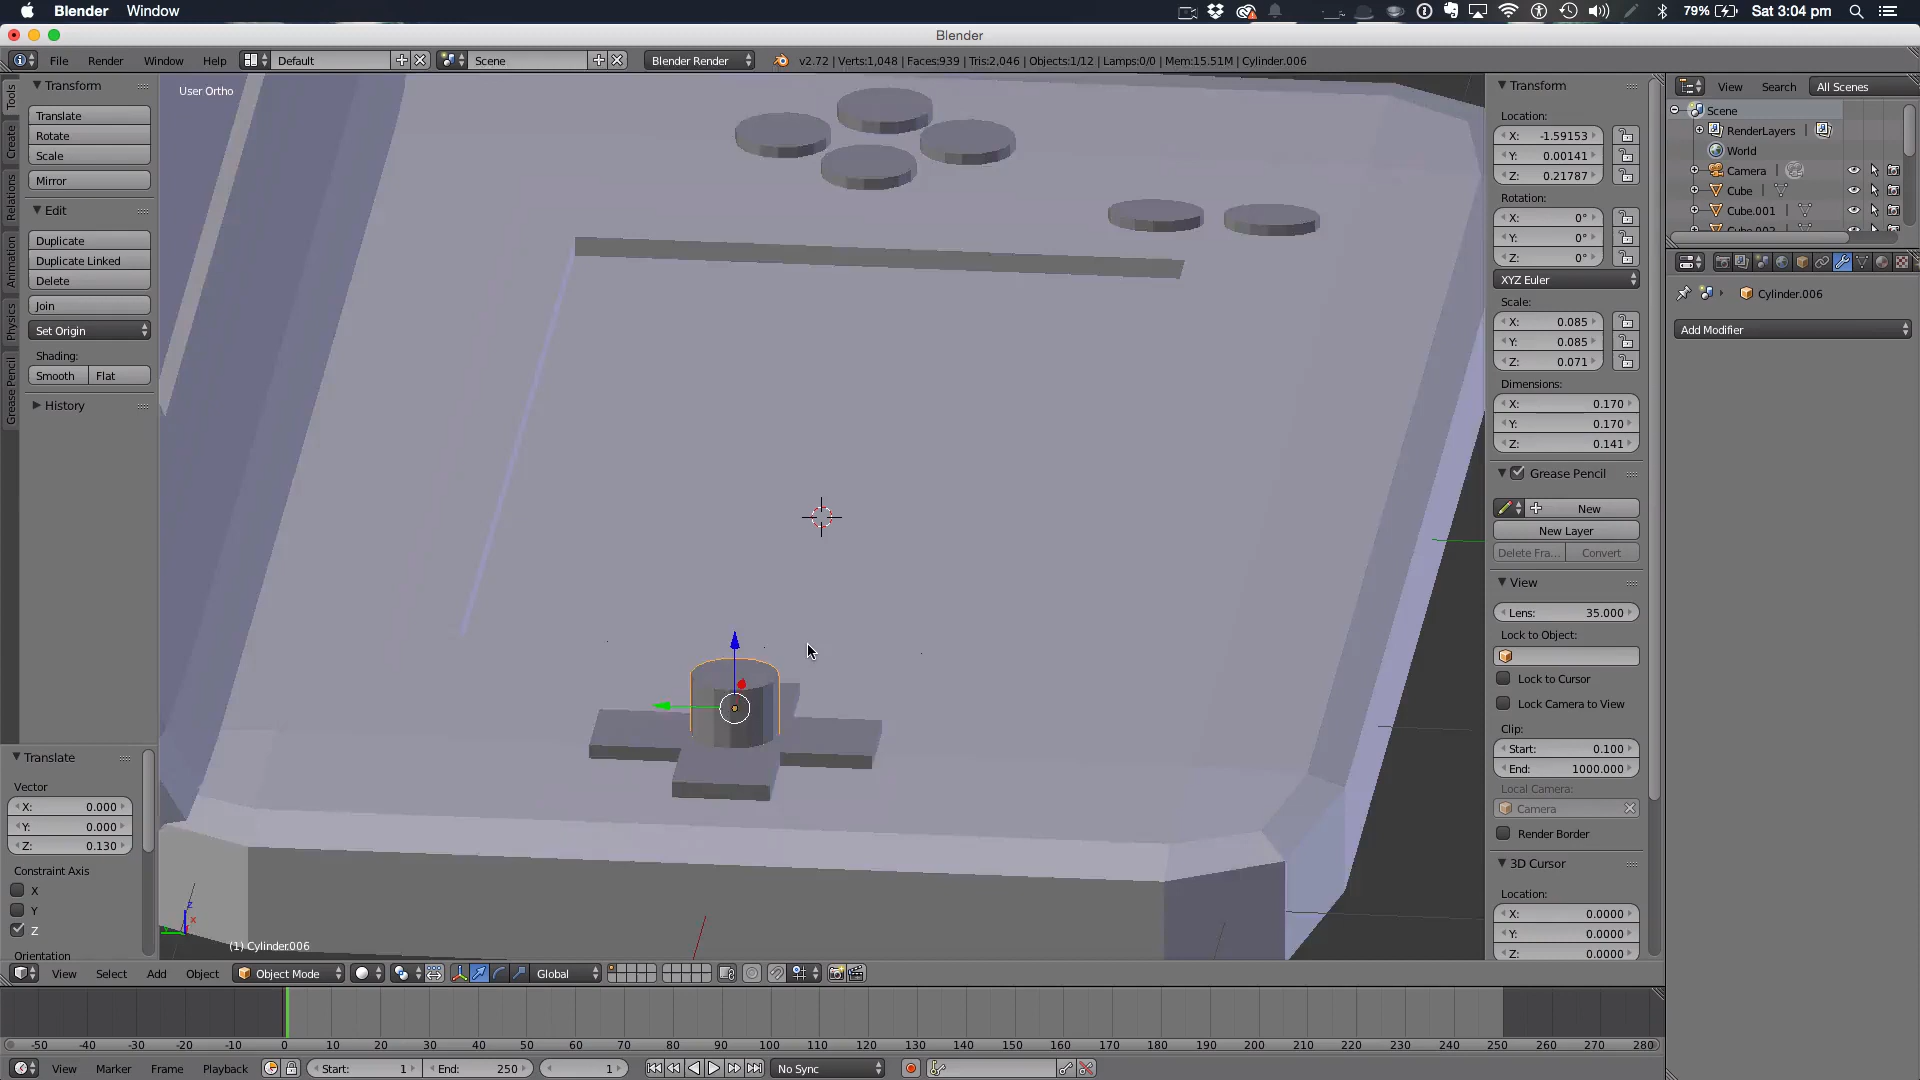 Blender Window 79% Sat 3:04 pm
Blender
File Render Window Help Default Scene Blender Render v2.72 | Verts:1,048 | Faces:939 | Tris:2,046 | Objects:1/12 | Lamps:0/0 | Mem:15.51M | Cylinder.006
Tools
Create
Relations
Animation
Physics
Grease Pencil
Transform
Translate
Rotate
Scale
Mirror
Edit
Duplicate
Duplicate Linked
Delete
Join
Set Origin
Shading:
Smooth Flat
History
Translate
Vector
X: 0.000
Y: 0.000
Z: 0.130
Constraint Axis
X
Y
Z
Orientation
User Ortho
(1) Cylinder.006
Transform
Location:
X: -1.59153
Y: 0.00141
Z: 0.21787
Rotation:
X: 0°
Y: 0°
Z: 0°
XYZ Euler
Scale:
X: 0.085
Y: 0.085
Z: 0.071
Dimensions:
X: 0.170
Y: 0.170
Z: 0.141
Grease Pencil
New
New Layer
Delete Fra... Convert
View
Lens: 35.000
Lock to Object:
Lock to Cursor
Lock Camera to View
Clip:
Start: 0.100
End: 1000.000
Local Camera:
Camera
Render Border
3D Cursor
Location:
X: 0.0000
Y: 0.0000
Z: 0.0000
View Search All Scenes
Scene
RenderLayers
World
Camera
Cube
Cube.001
Cube.002
Cylinder.006
Add Modifier
View Select Add Object Object Mode Global
-50 -40 -30 -20 -10 0 10 20 30 40 50 60 70 80 90 100 110 120 130 140 150 160 170 180 190 200 210 220 230 240 250 260 270 280
View Marker Frame Playback Start: 1 End: 250 1 No Sync